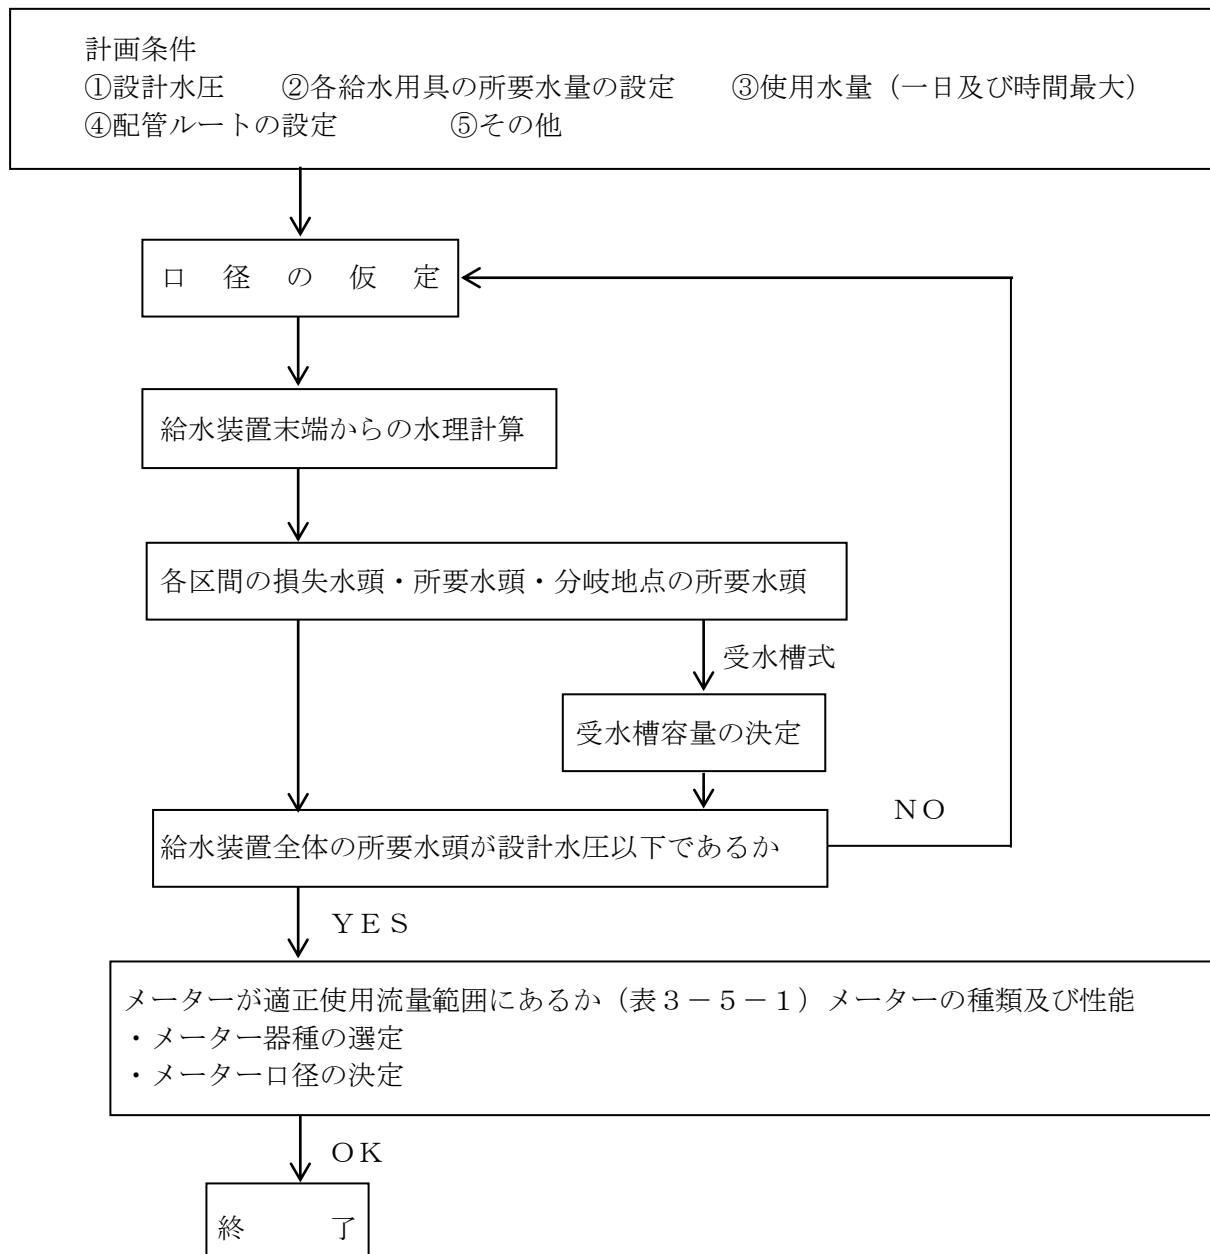 計画条件
①設計水圧　②各給水用具の所要水量の設定　③使用水量（一日及び時間最大）
④配管ルートの設定　⑤その他
口径の仮定
給水装置末端からの水理計算
各区間の損失水頭・所要水頭・分岐地点の所要水頭
受水槽式
受水槽容量の決定
ＮＯ
給水装置全体の所要水頭が設計水圧以下であるか
ＹＥＳ
メーターが適正使用流量範囲にあるか（表３－５－１）メーターの種類及び性能
・メーター器種の選定
・メーター口径の決定
ＯＫ
終　了